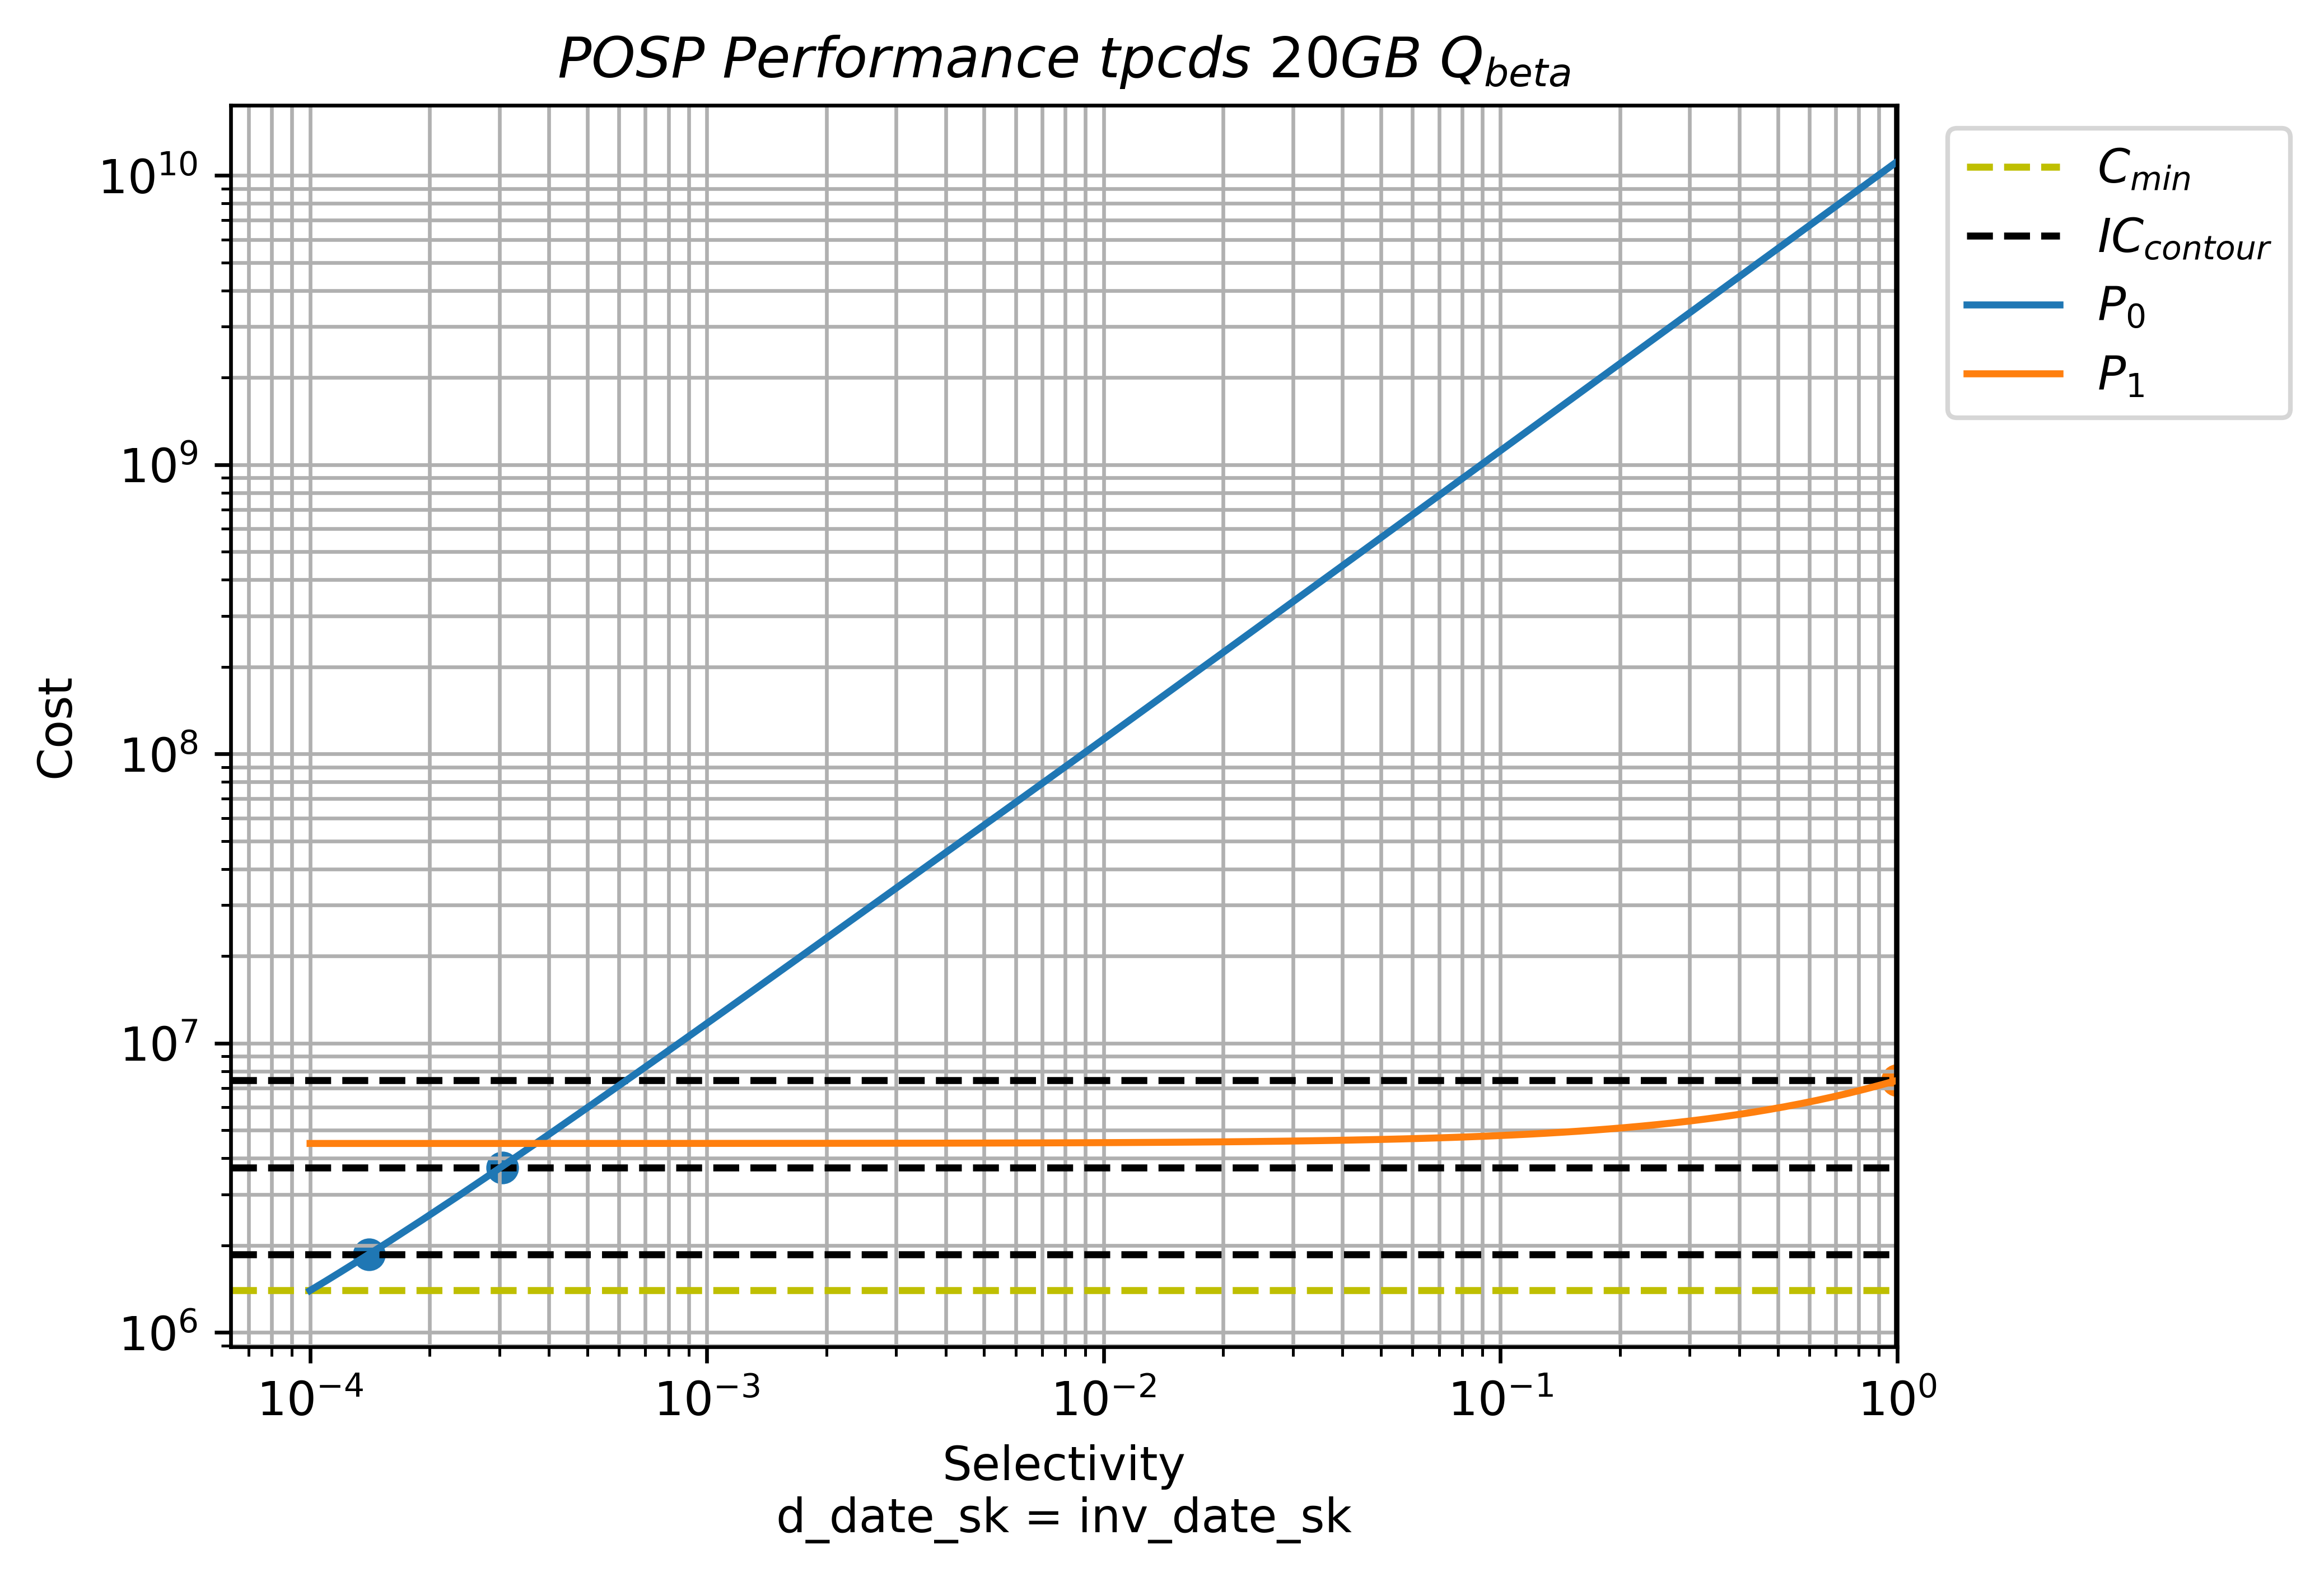 POSP Performance tpcds 20GB Q_beta
C_min
IC_contour
P_0
P_1
10^10
10^9
10^8
10^7
10^6
Cost
10^−4 10^−3 10^−2 10^−1 10^0
Selectivity
d_date_sk = inv_date_sk